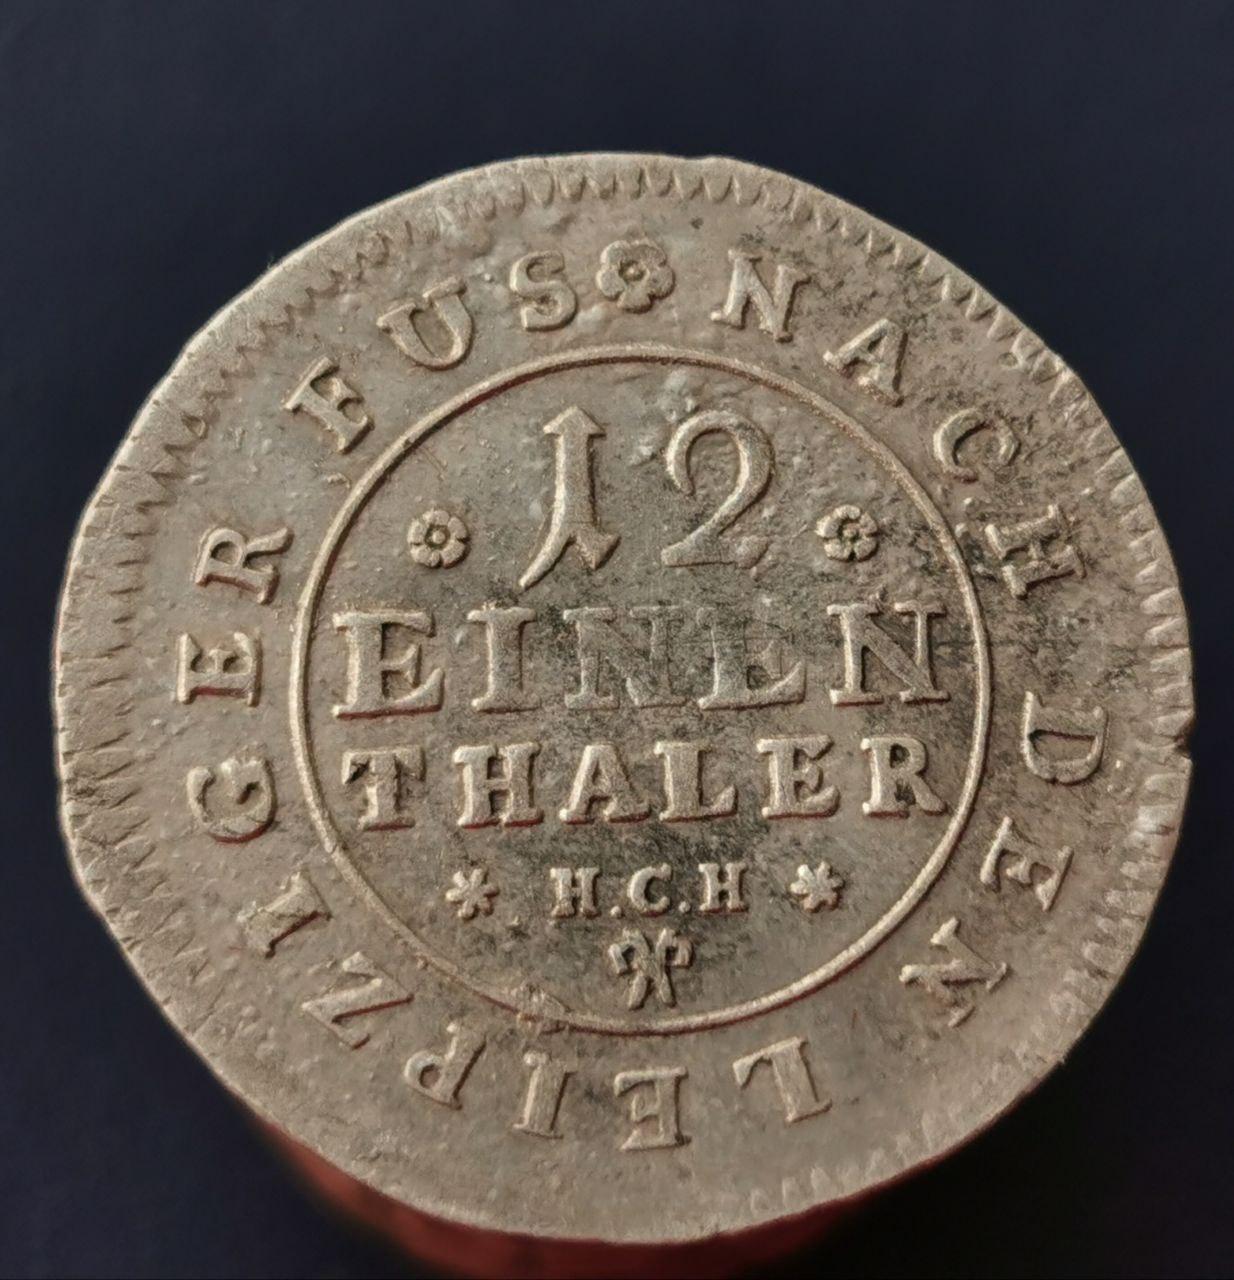 NACH DEN LEIPZIGER FUS
12
EINEN
THALER
H.C.H